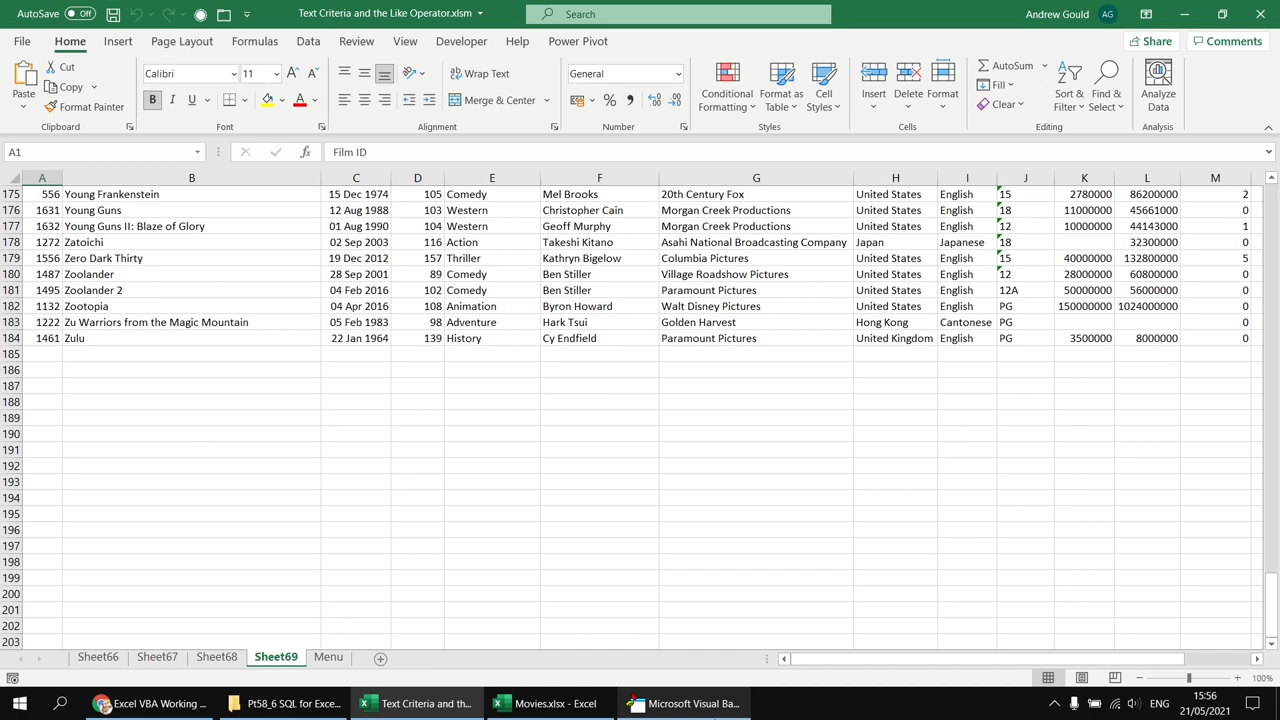 AutoSave Off Text Criteria and the Like Operator.xlsm Search Andrew Gould AG
File Home Insert Page Layout Formulas Data Review View Developer Help Power Pivot Share Comments
Cut Calibri 11 Wrap Text General AutoSum
Paste Copy Format Painter Merge & Center Conditional Formatting Format as Table Cell Styles Insert Delete Format Fill Clear Sort & Filter Find & Select Analyze Data
Clipboard Font Alignment Number Styles Cells Editing Analysis
A1 fx Film ID
A B C D E F G H I J K L M
175 556 Young Frankenstein 15 Dec 1974 105 Comedy Mel Brooks 20th Century Fox United States English 15 2780000 86200000 2
176 1631 Young Guns 12 Aug 1988 103 Western Christopher Cain Morgan Creek Productions United States English 18 11000000 45661000 0
177 1632 Young Guns II: Blaze of Glory 01 Aug 1990 104 Western Geoff Murphy Morgan Creek Productions United States English 12 10000000 44143000 1
178 1272 Zatoichi 02 Sep 2003 116 Action Takeshi Kitano Asahi National Broadcasting Company Japan Japanese 18 32300000 0
179 1556 Zero Dark Thirty 19 Dec 2012 157 Thriller Kathryn Bigelow Columbia Pictures United States English 15 40000000 132800000 5
180 1487 Zoolander 28 Sep 2001 89 Comedy Ben Stiller Village Roadshow Pictures United States English 12 28000000 60800000 0
181 1495 Zoolander 2 04 Feb 2016 102 Comedy Ben Stiller Paramount Pictures United States English 12A 50000000 56000000 0
182 1132 Zootopia 04 Apr 2016 108 Animation Byron Howard Walt Disney Pictures United States English PG 150000000 1024000000 0
183 1222 Zu Warriors from the Magic Mountain 05 Feb 1983 98 Adventure Hark Tsui Golden Harvest Hong Kong Cantonese PG 0
184 1461 Zulu 22 Jan 1964 139 History Cy Endfield Paramount Pictures United Kingdom English PG 3500000 8000000 0
185
186
187
188
189
190
191
192
193
194
195
196
197
198
199
200
201
202
203
Sheet66 Sheet67 Sheet68 Sheet69 Menu
100%
Excel VBA Working ... Pt58_6 SQL for Exce... Text Criteria and th... Movies.xlsx - Excel Microsoft Visual Ba... ENG 15:56
21/05/2021